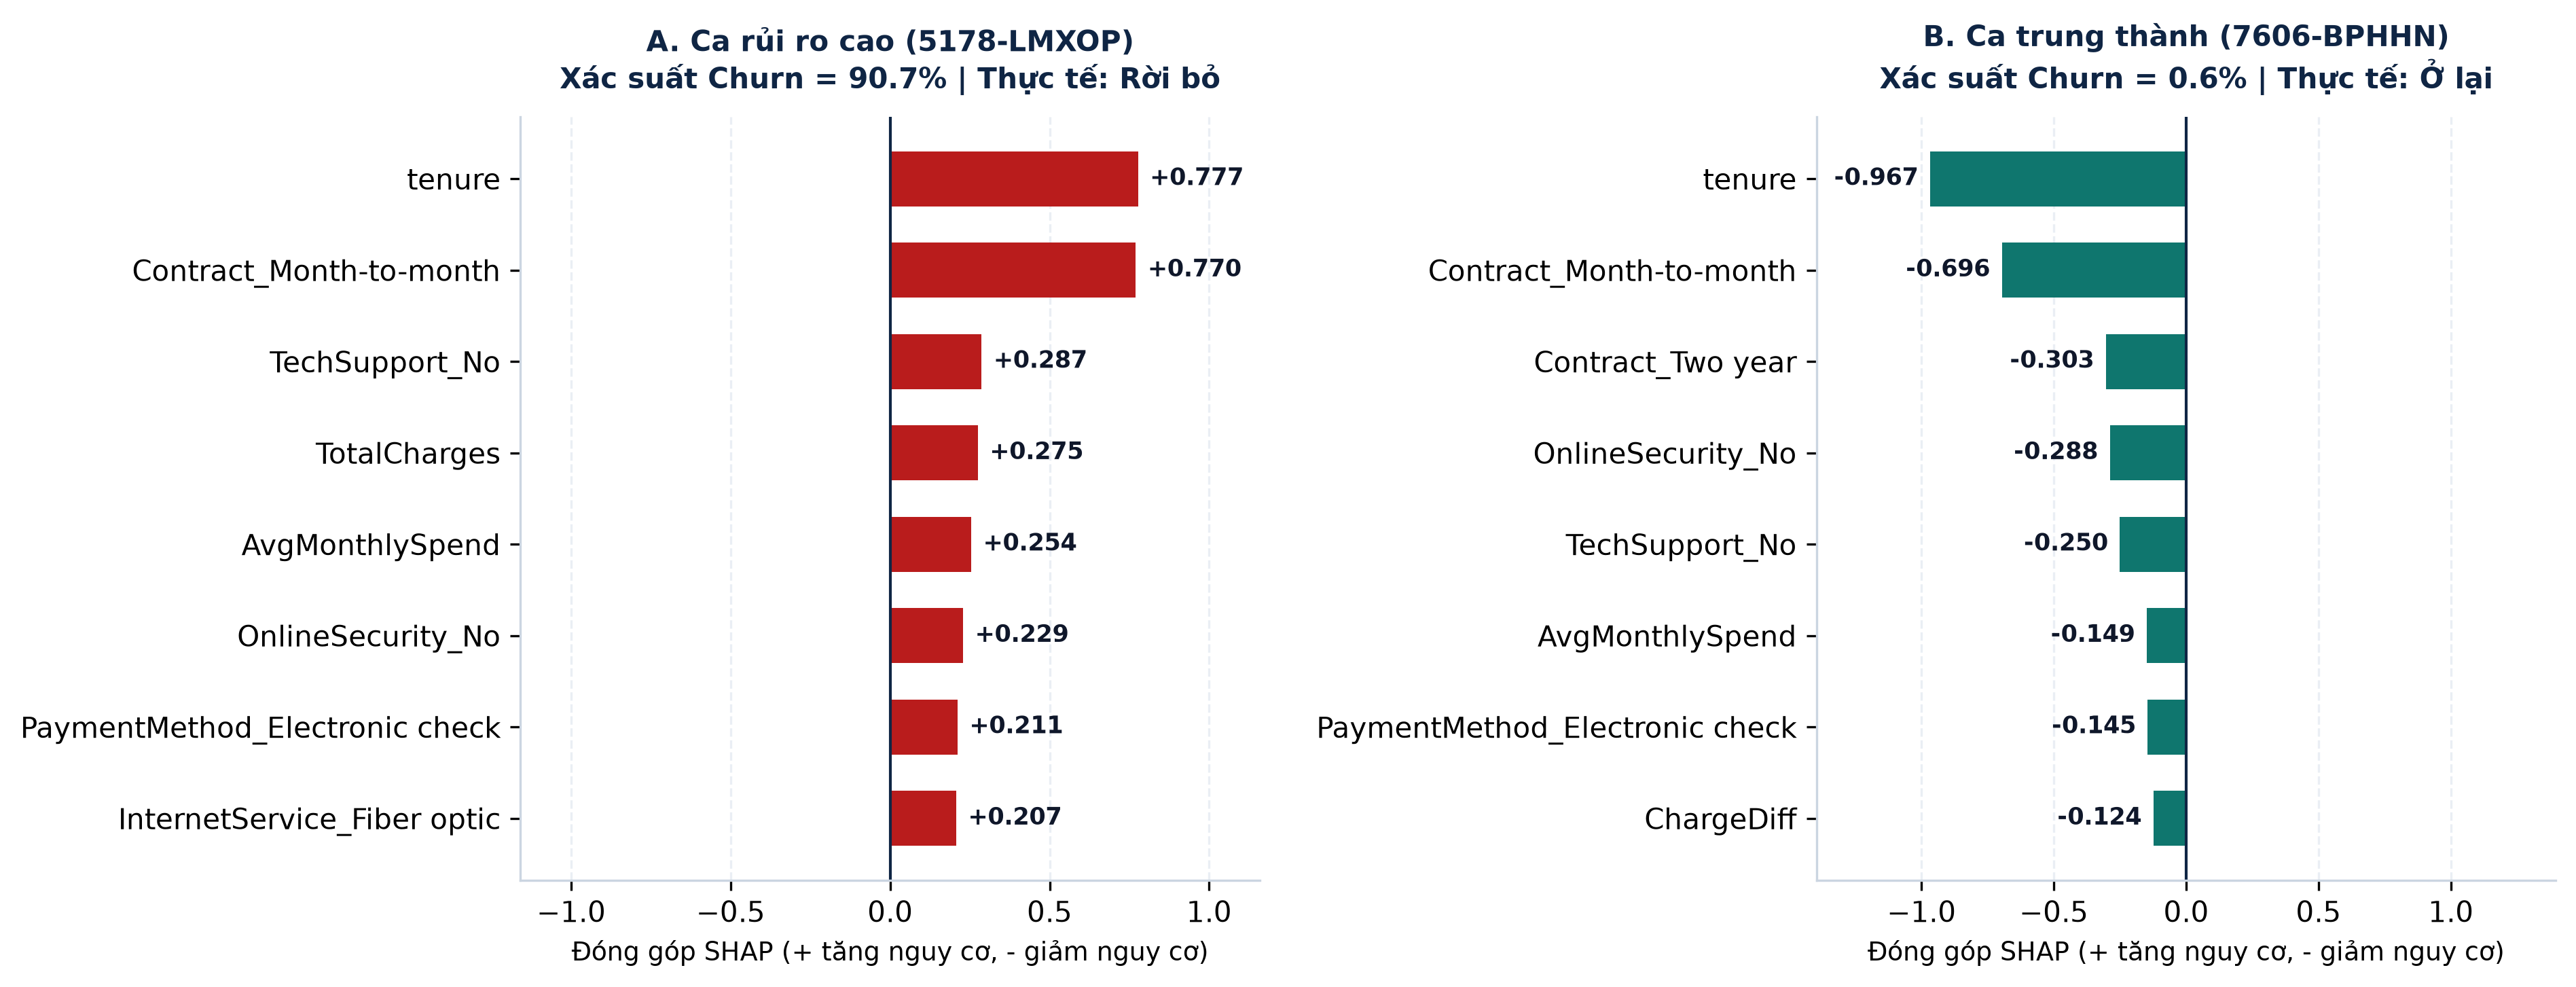 A. Ca rủi ro cao (5178-LMXOP)
Xác suất Churn = 90.7% | Thực tế: Rời bỏ
tenure
+0.777
Contract_Month-to-month
+0.770
TechSupport_No
+0.287
TotalCharges
+0.275
AvgMonthlySpend
+0.254
OnlineSecurity_No
+0.229
PaymentMethod_Electronic check
+0.211
InternetService_Fiber optic
+0.207
−1.0
−0.5
0.0
0.5
1.0
Đóng góp SHAP (+ tăng nguy cơ, - giảm nguy cơ)
B. Ca trung thành (7606-BPHHN)
Xác suất Churn = 0.6% | Thực tế: Ở lại
tenure
-0.967
Contract_Month-to-month
-0.696
Contract_Two year
-0.303
OnlineSecurity_No
-0.288
TechSupport_No
-0.250
AvgMonthlySpend
-0.149
PaymentMethod_Electronic check
-0.145
ChargeDiff
-0.124
−1.0
−0.5
0.0
0.5
1.0
Đóng góp SHAP (+ tăng nguy cơ, - giảm nguy cơ)